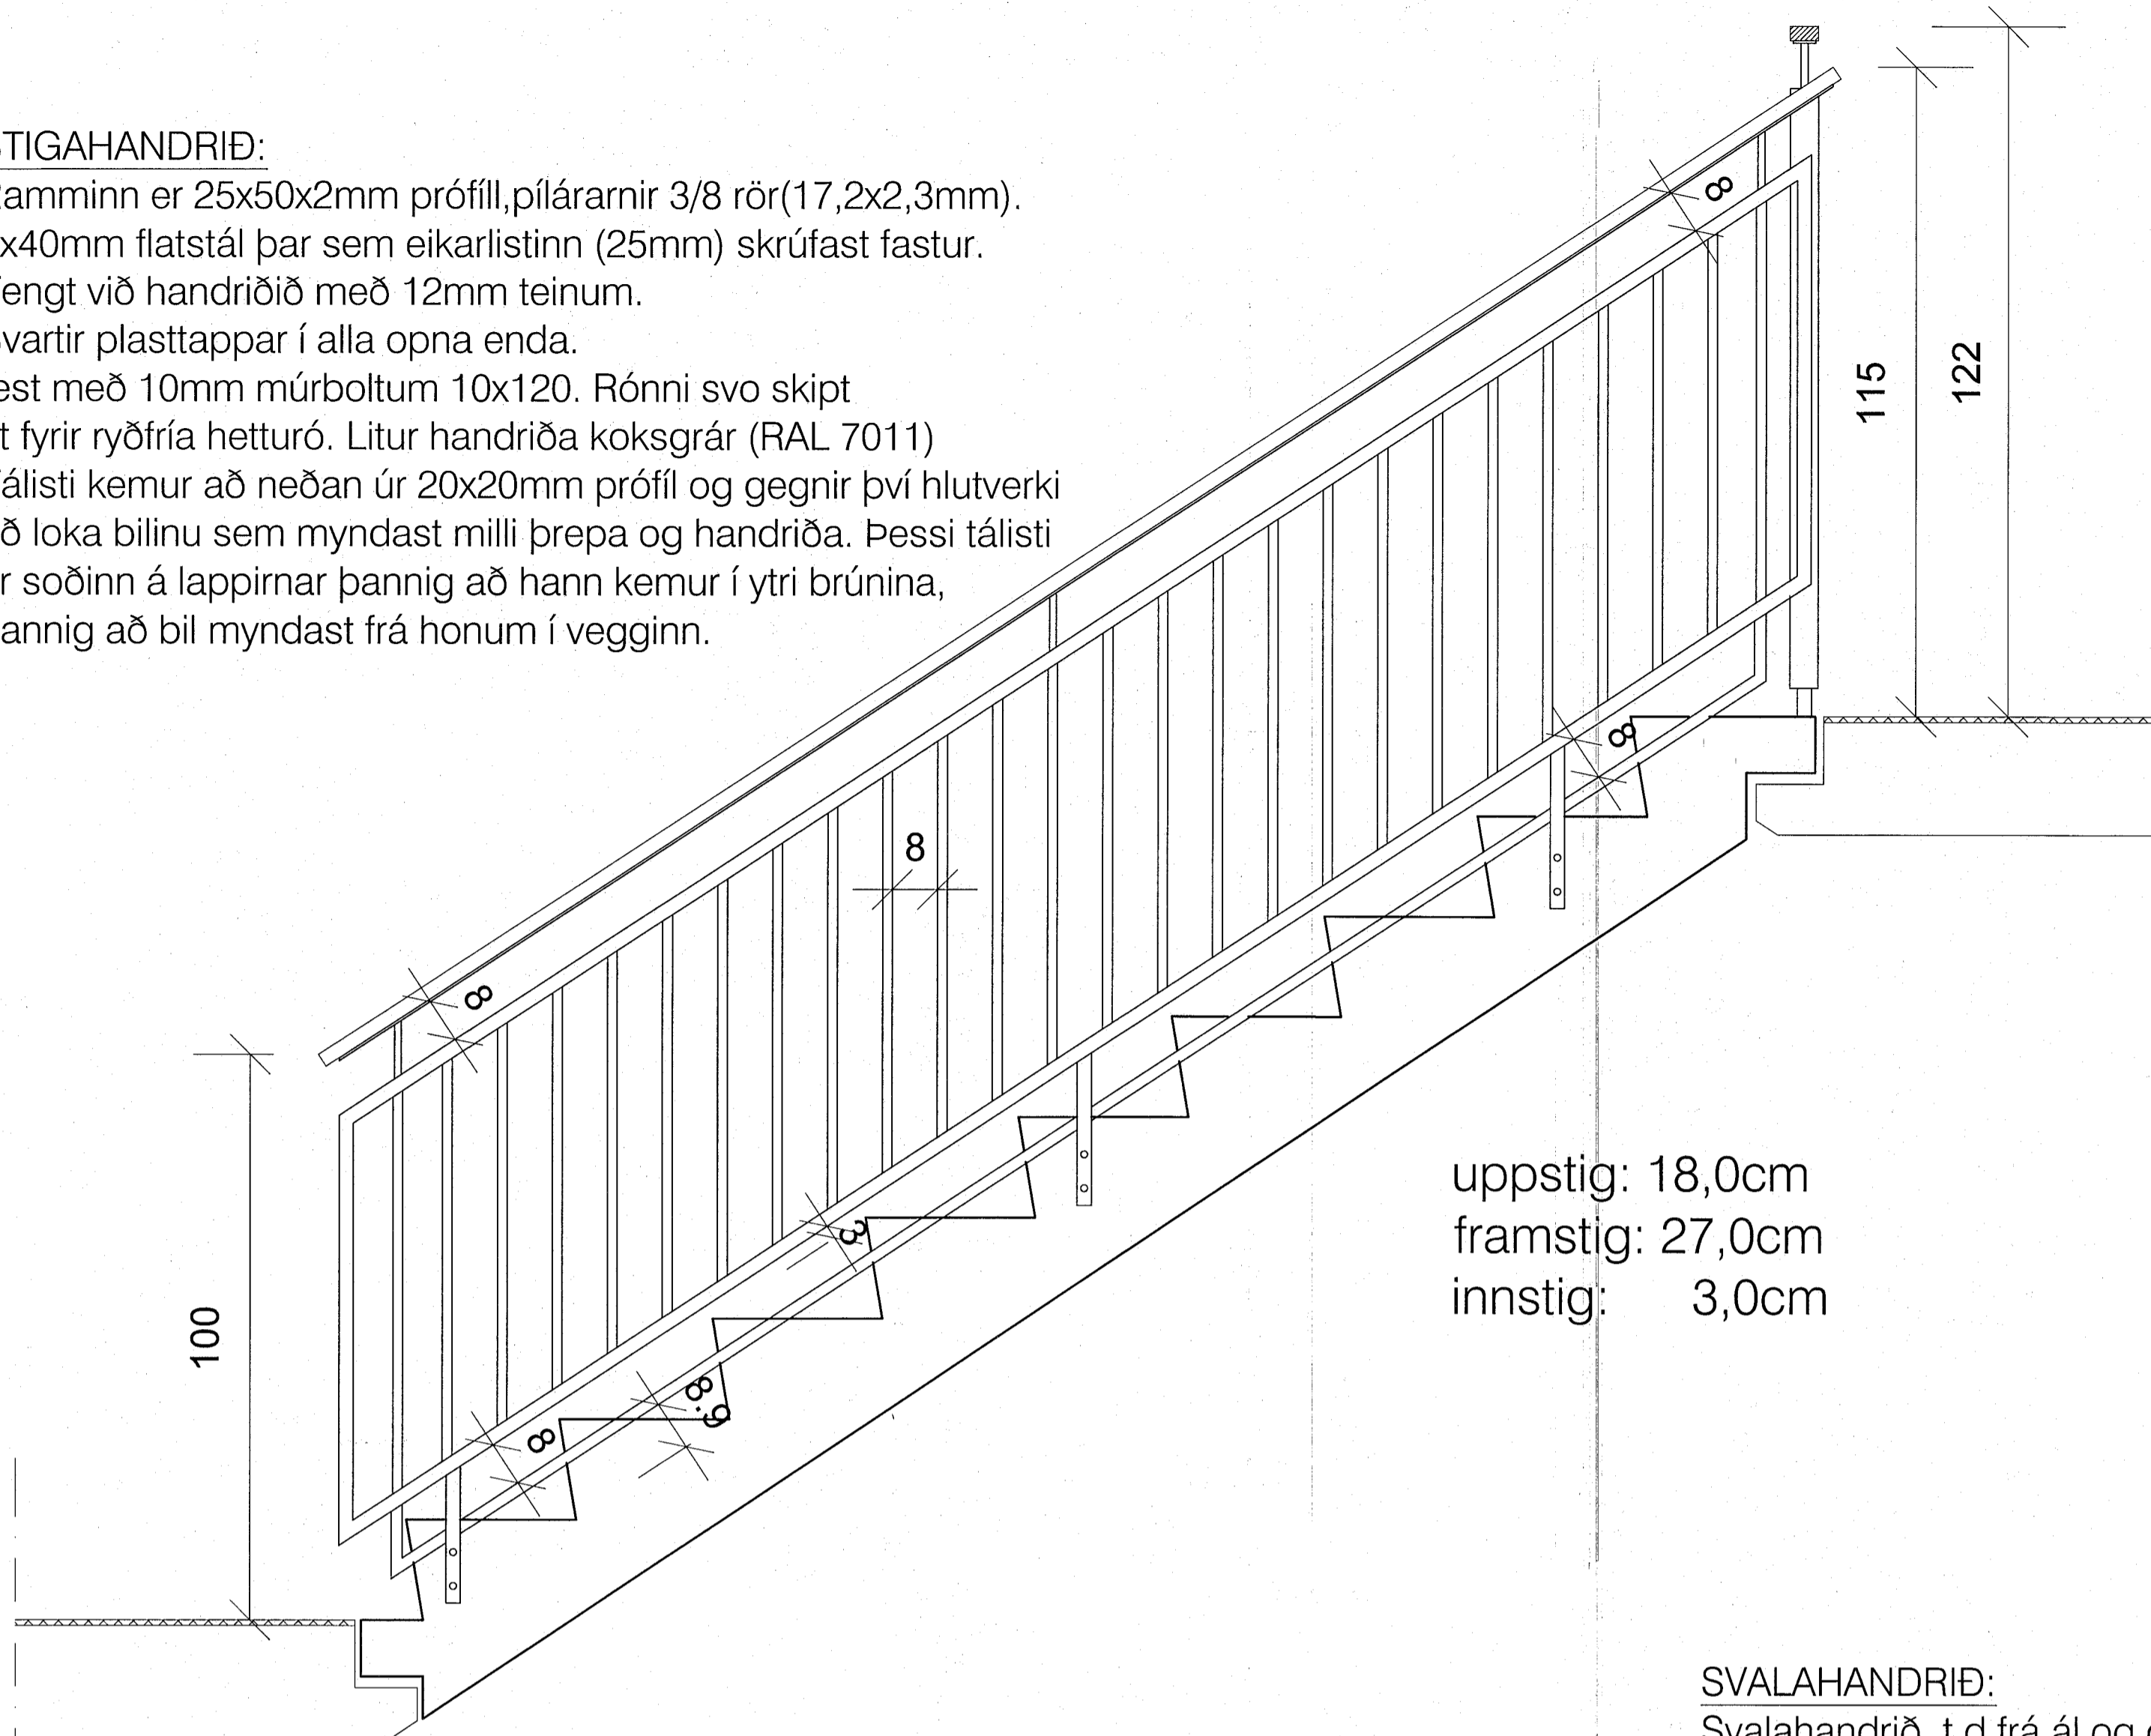 TIGAHANDRIÐ:
amminn er 25x50x2mm prófíll,pílárarnir 3/8 rör(17,2x2,3mm).
x40mm flatstál þar sem eikarlistinn (25mm) skrúfast fastur.
engt við handriðið með 12mm teinum.
vartir plasttappar í alla opna enda.
est með 10mm múrboltum 10x120. Rónni svo skipt
t fyrir ryðfría hetturó. Litur handriða koksgrár (RAL 7011)
álisti kemur að neðan úr 20x20mm prófíl og gegnir því hlutverki
ð loka bilinu sem myndast milli þrepa og handriða. Þessi tálisti
r soðinn á lappirnar þannig að hann kemur í ytri brúnina,
annig að bil myndast frá honum í vegginn.
8
115
122
8
8
8
100
3
8.9
8
uppstig: 18,0cm
framstig: 27,0cm
innstig: 3,0cm
SVALAHANDRIÐ:
Svalahandrið, t.d frá ál og